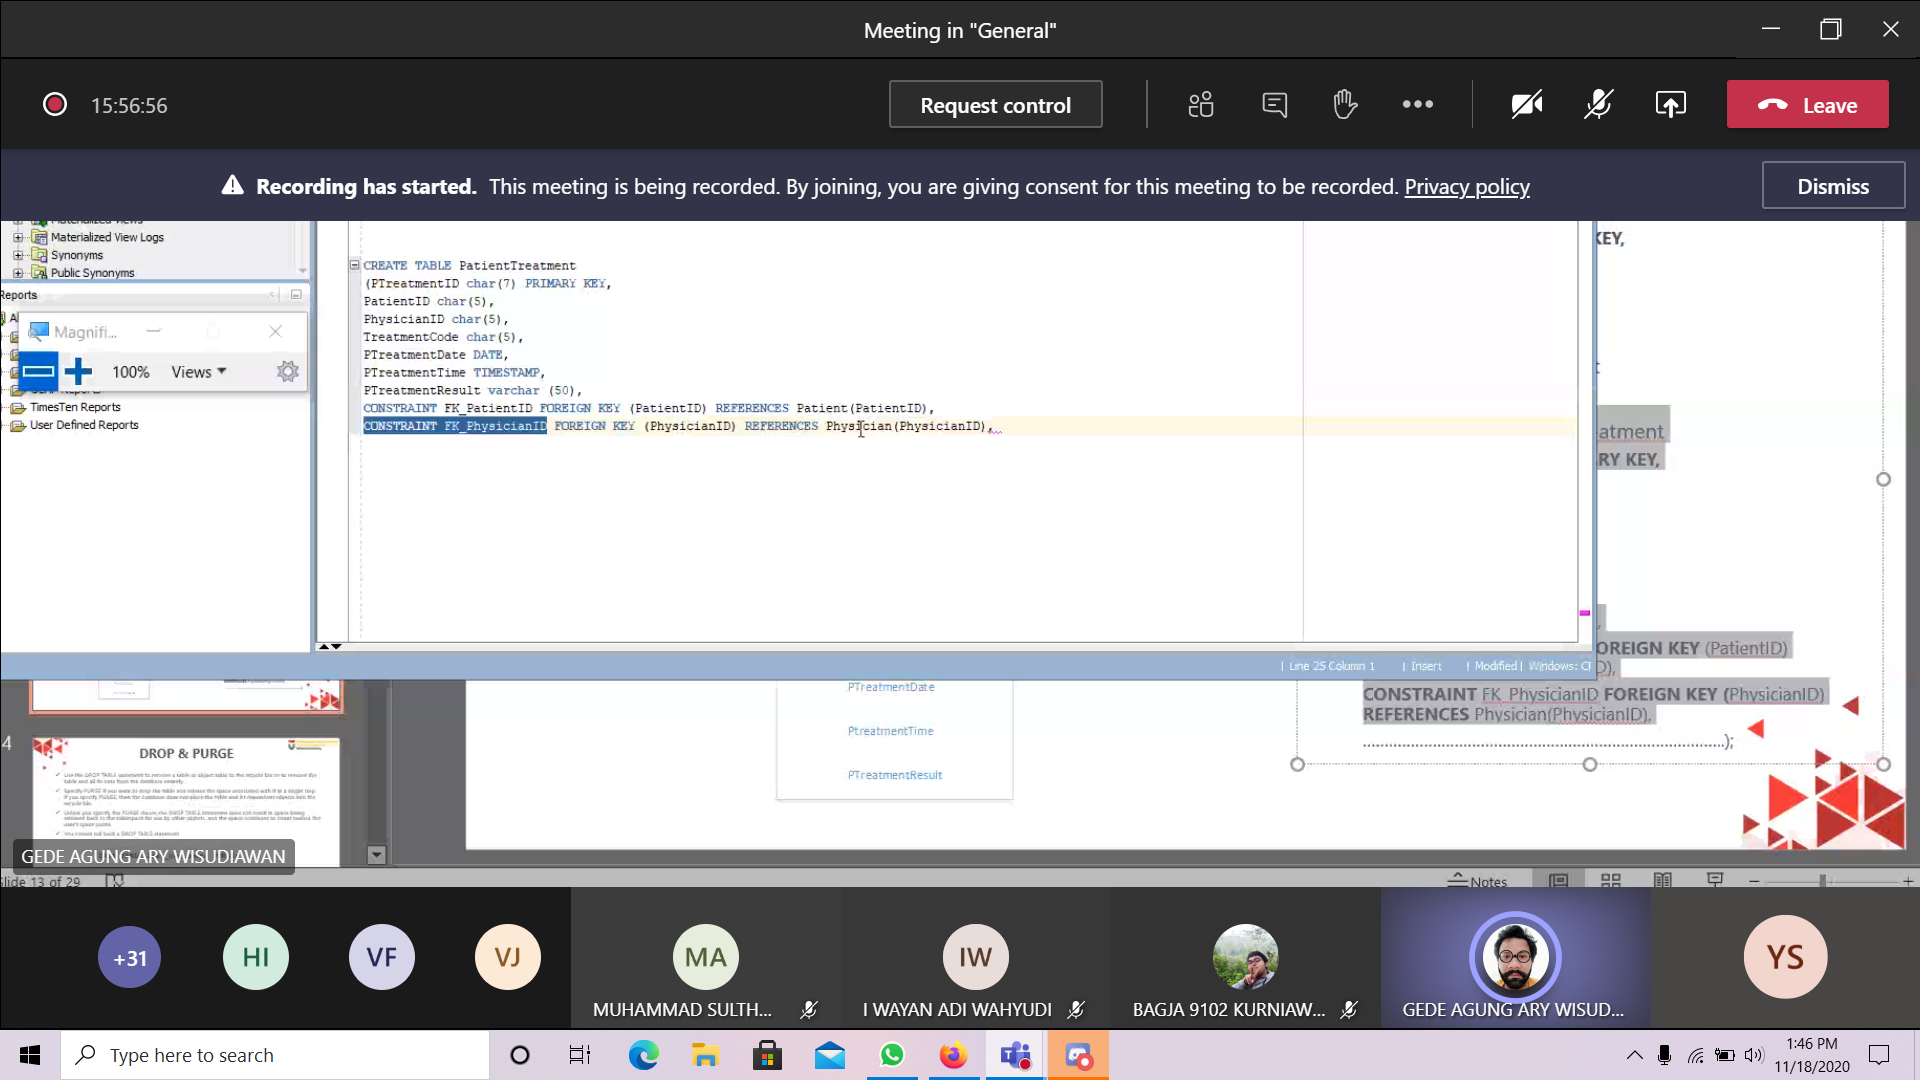 Meeting in "General"
15:56:56
Request control
Leave
Recording has started. This meeting is being recorded. By joining, you are giving consent for this meeting to be recorded. Privacy policy
Dismiss
Materialized Views
Materialized View Logs
Synonyms
Public Synonyms
Reports
Magnifi...
100%
Views
TimesTen Reports
User Defined Reports
CREATE TABLE PatientTreatment
(PTreatmentID char(7) PRIMARY KEY,
PatientID char(5),
PhysicianID char(5),
TreatmentCode char(5),
PTreatmentDate DATE,
PTreatmentTime TIMESTAMP,
PTreatmentResult varchar (50),
CONSTRAINT FK_PatientID FOREIGN KEY (PatientID) REFERENCES Patient(PatientID),
CONSTRAINT FK_PhysicianID FOREIGN KEY (PhysicianID) REFERENCES Physician(PhysicianID),
| Line 25 Column 1 | Insert | Modified | Windows: CF
KEY,
atment
RY KEY,
OREIGN KEY (PatientID)
D),
CONSTRAINT FK_PhysicianID FOREIGN KEY (PhysicianID)
REFERENCES Physician(PhysicianID),
..........................................................................);
PTreatmentDate
PtreatmentTime
PTreatmentResult
4
DROP & PURGE
GEDE AGUNG ARY WISUDIAWAN
Slide 13 of 29
Notes
+31
HI
VF
VJ
MA
MUHAMMAD SULTH...
IW
I WAYAN ADI WAHYUDI
BAGJA 9102 KURNIAW...
GEDE AGUNG ARY WISUD...
YS
Type here to search
1:46 PM
11/18/2020